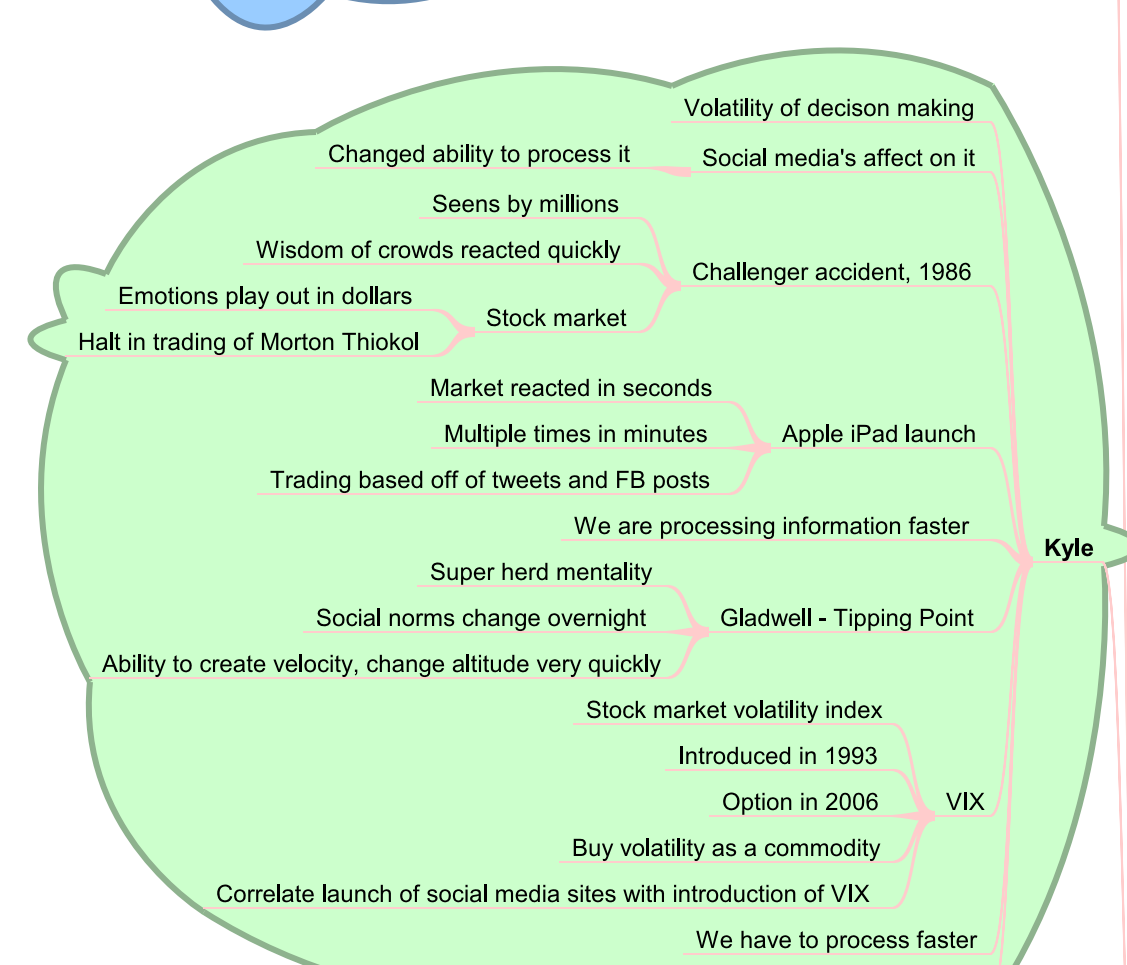 Volatility of decison making
Changed ability to process it
Social media's affect on it
Seens by millions
Wisdom of crowds reacted quickly
Challenger accident, 1986
Emotions play out in dollars
Stock market
Halt in trading of Morton Thiokol
Market reacted in seconds
Multiple times in minutes
Apple iPad launch
Trading based off of tweets and FB posts
We are processing information faster
Kyle
Super herd mentality
Social norms change overnight
Gladwell - Tipping Point
Ability to create velocity, change altitude very quickly
Stock market volatility index
Introduced in 1993
Option in 2006
VIX
Buy volatility as a commodity
Correlate launch of social media sites with introduction of VIX
We have to process faster